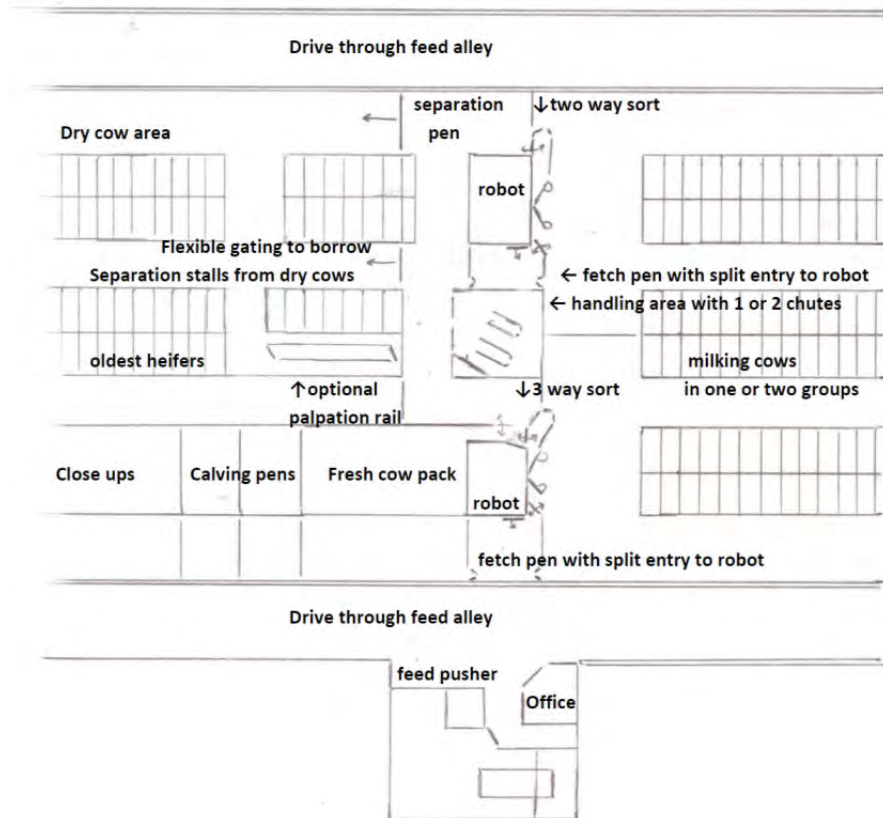 Drive through feed alley
separation
pen
↓two way sort
Dry cow area
robot
Flexible gating to borrow
Separation stalls from dry cows
← fetch pen with split entry to robot
← handling area with 1 or 2 chutes
oldest heifers
milking cows
in one or two groups
↑optional
palpation rail
↓3 way sort
Close ups
Calving pens
Fresh cow pack
robot
fetch pen with split entry to robot
Drive through feed alley
feed pusher
Office